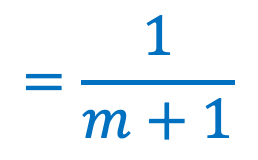 = 1/(m + 1)